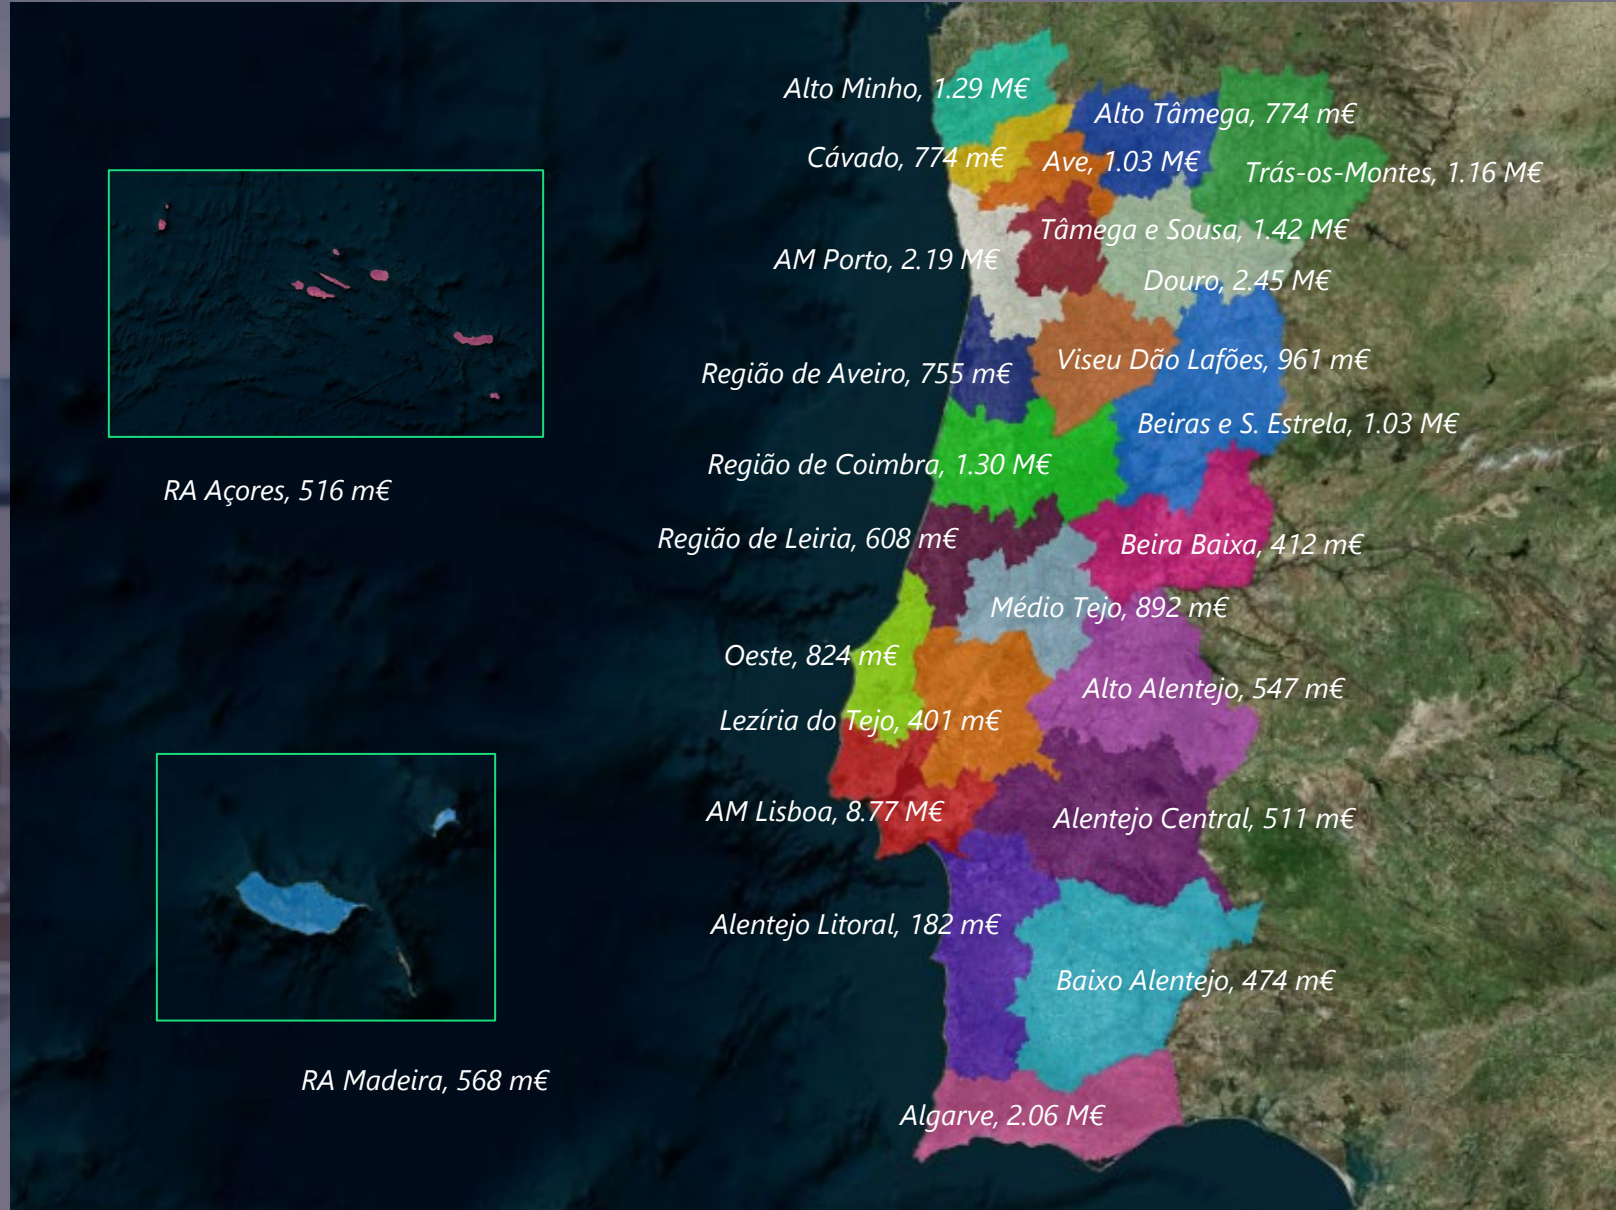 Alto Minho, 1.29 M€
Alto Tâmega, 774 m€
Cávado, 774 m€
Ave, 1.03 M€
Trás-os-Montes, 1.16 M€
Tâmega e Sousa, 1.42 M€
AM Porto, 2.19 M€
Douro, 2.45 M€
Viseu Dão Lafões, 961 m€
Região de Aveiro, 755 m€
Beiras e S. Estrela, 1.03 M€
Região de Coimbra, 1.30 M€
RA Açores, 516 m€
Região de Leiria, 608 m€
Beira Baixa, 412 m€
Médio Tejo, 892 m€
Oeste, 824 m€
Alto Alentejo, 547 m€
Lezíria do Tejo, 401 m€
AM Lisboa, 8.77 M€
Alentejo Central, 511 m€
Alentejo Litoral, 182 m€
Baixo Alentejo, 474 m€
RA Madeira, 568 m€
Algarve, 2.06 M€